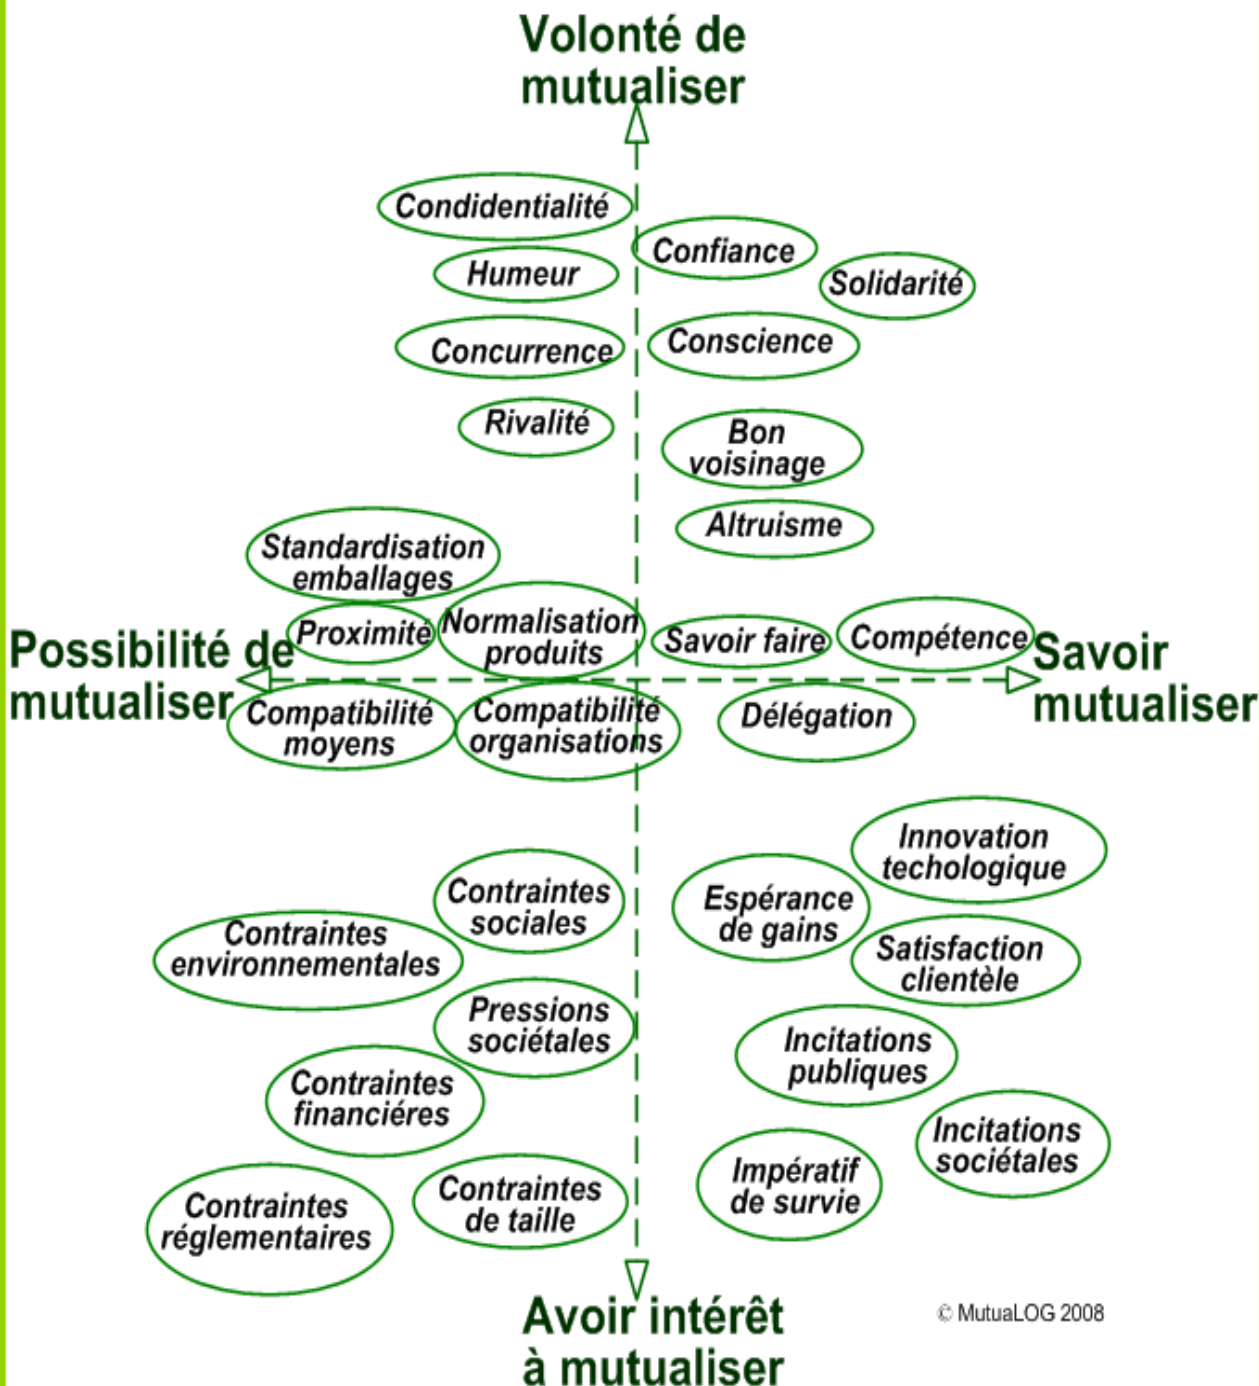 Volonté de
mutualiser
Condidentialité
Confiance
Humeur
Solidarité
Concurrence
Conscience
Rivalité
Bon
voisinage
Altruisme
Standardisation
emballages
Proximité
Normalisation
produits
Savoir faire
Compétence
Possibilité de
mutualiser
Savoir
mutualiser
Compatibilité
moyens
Compatibilité
organisations
Délégation
Innovation
techologique
Contraintes
sociales
Espérance
de gains
Contraintes
environnementales
Satisfaction
clientèle
Pressions
sociétales
Incitations
publiques
Contraintes
financiéres
Incitations
sociétales
Impératif
de survie
Contraintes
de taille
Contraintes
réglementaires
Avoir intérêt
à mutualiser
© MutuaLOG 2008